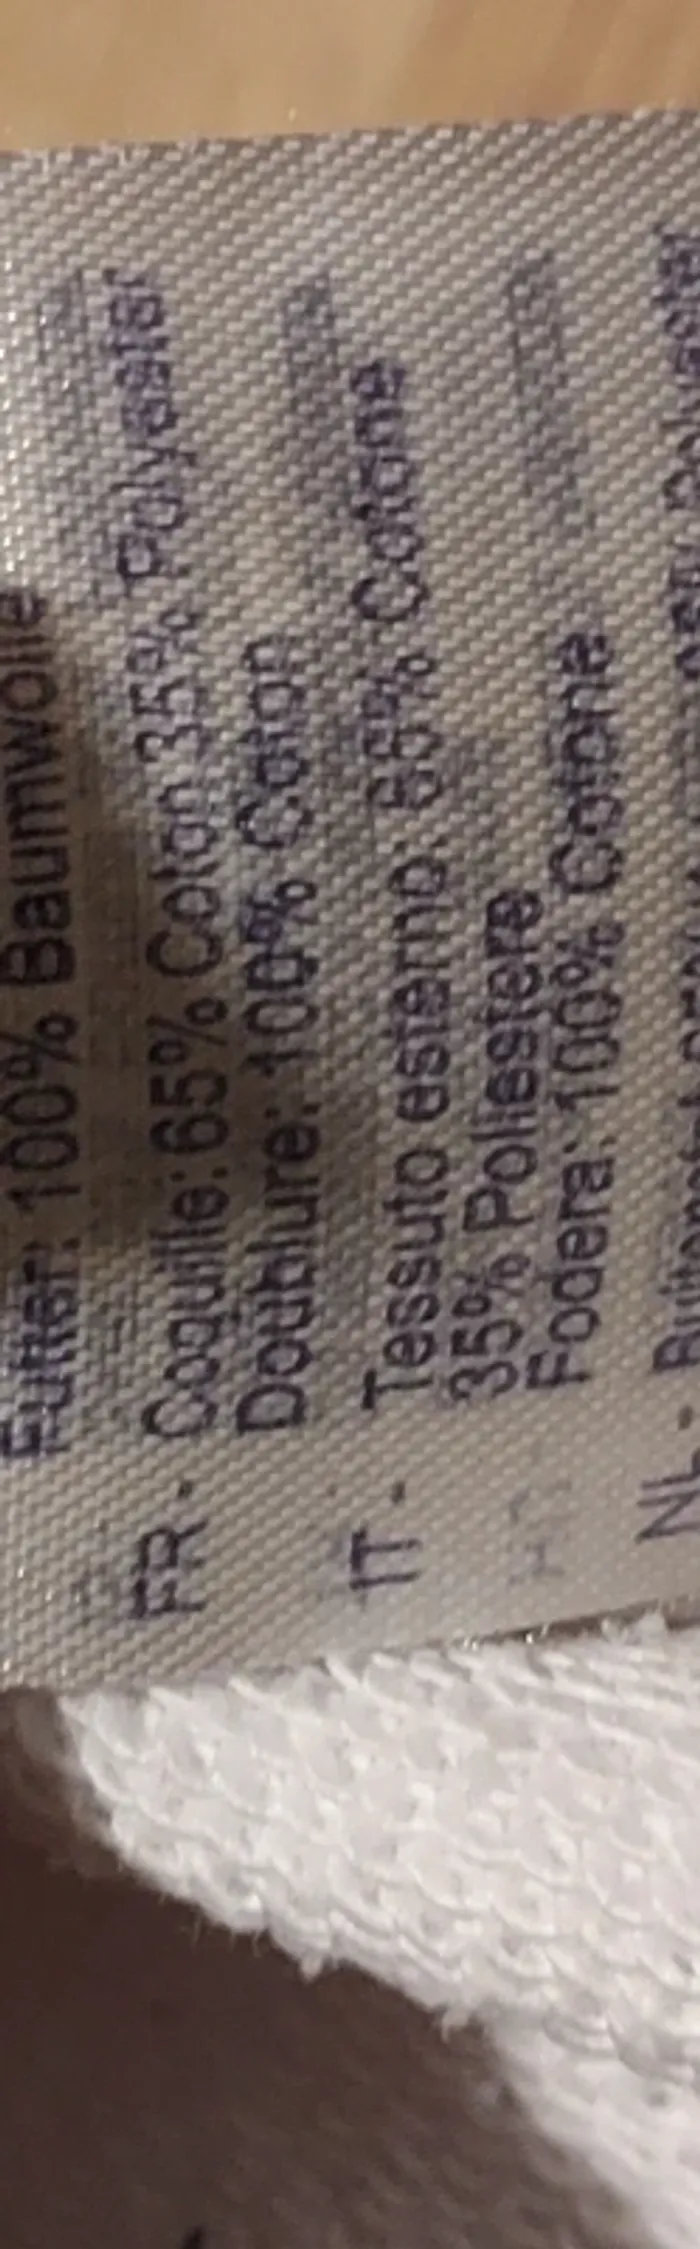 Futter: 100% Baumwolle
FR - Coquille: 65% Coton 35% Polyester
Doublure: 100% Coton
IT - Tessuto esterno: 65% Cotone
35% Poliestere
Fodera: 100% Cotone
NL -